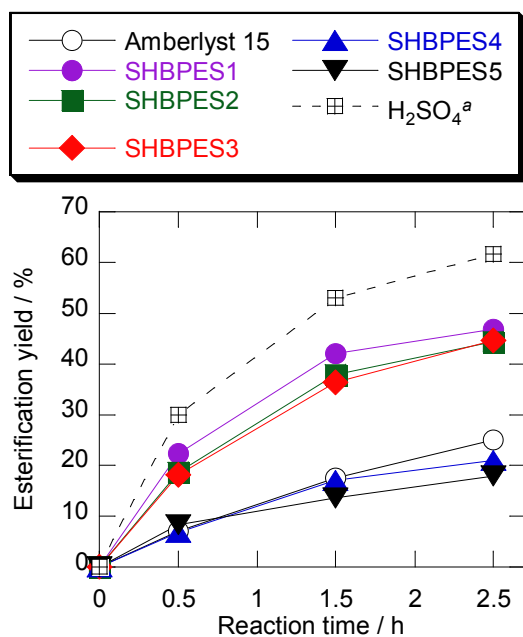 Amberlyst 15
SHBPES1
SHBPES2
SHBPES3
SHBPES4
SHBPES5
H₂SO₄ᵃ
70
60
50
40
30
20
10
0
Esterification yield / %
0 0.5 1 1.5 2 2.5
Reaction time / h